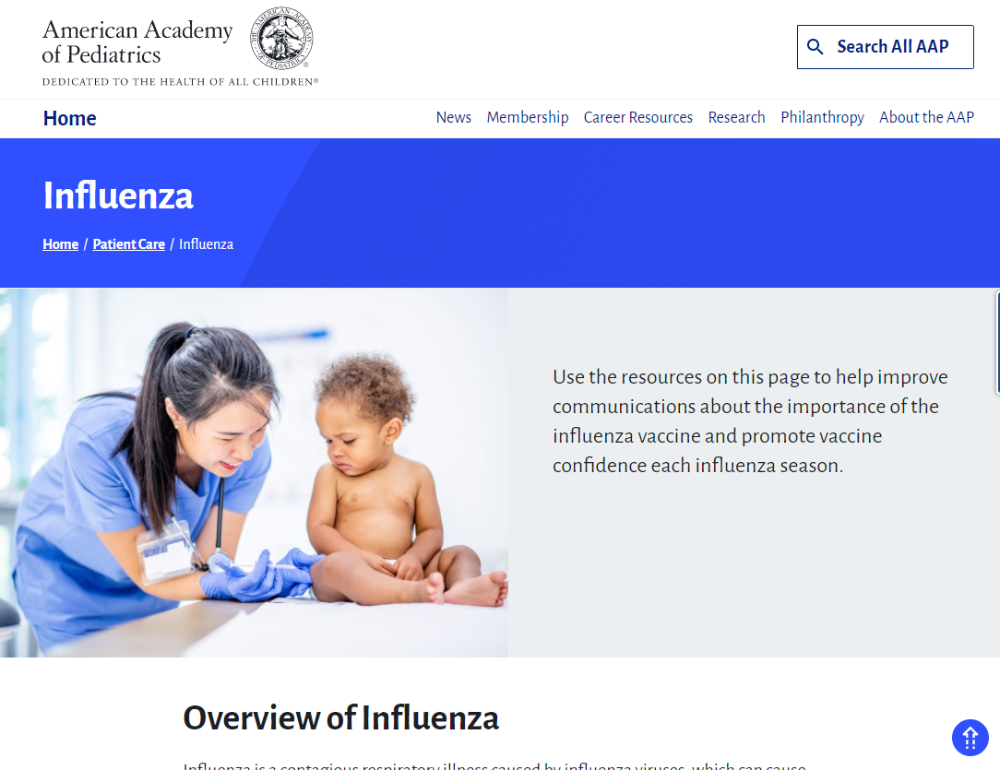 American Academy
of Pediatrics
DEDICATED TO THE HEALTH OF ALL CHILDREN®
Search All AAP
Home
News Membership Career Resources Research Philanthropy About the AAP
Influenza
Home / Patient Care / Influenza
Use the resources on this page to help improve
communications about the importance of the
influenza vaccine and promote vaccine
confidence each influenza season.
Overview of Influenza
Influenza is a contagious respiratory illness caused by influenza viruses, which can cause